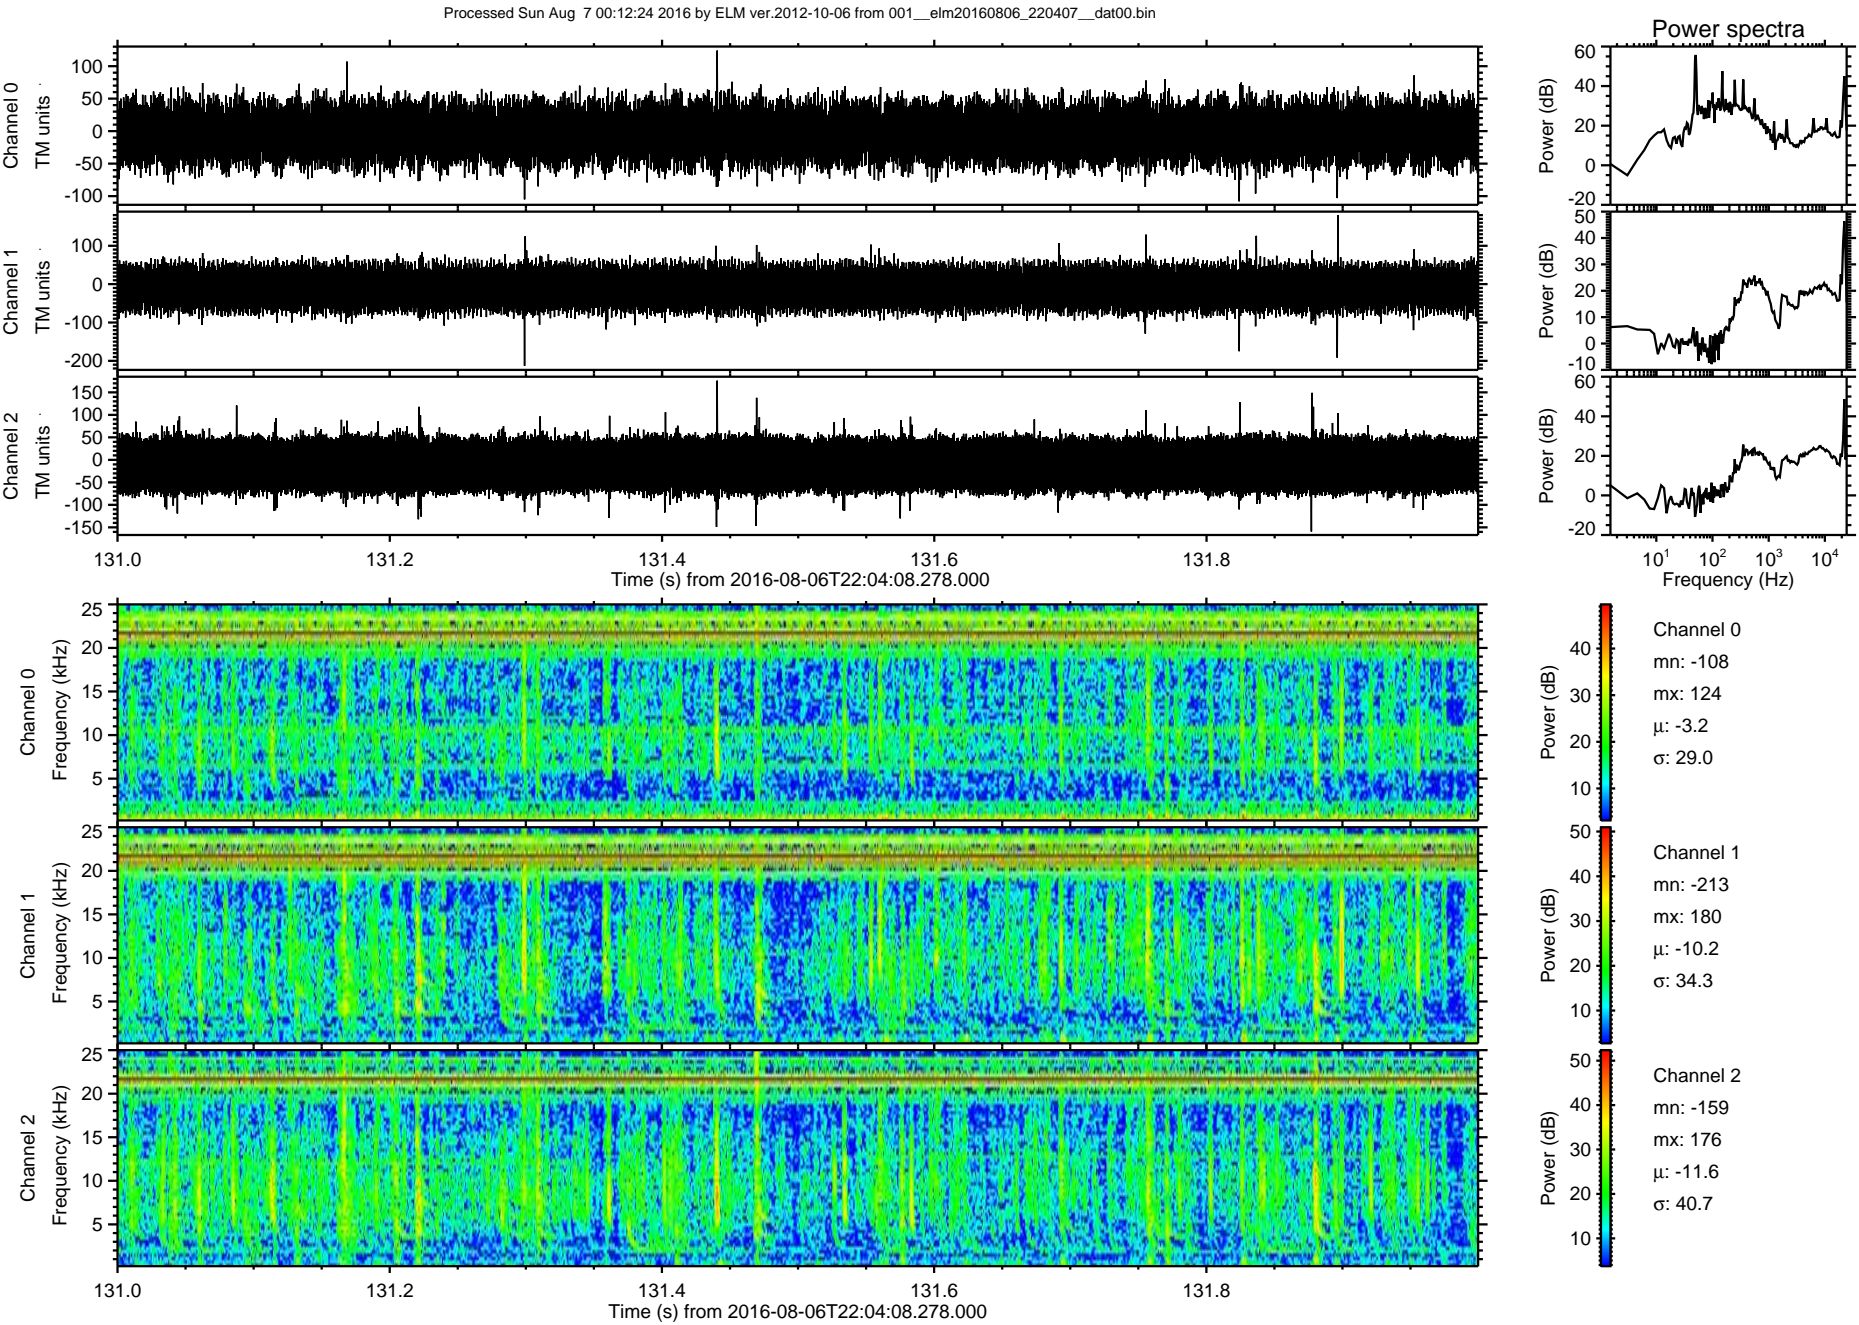 Processed Sun Aug  7 00:12:24 2016 by ELM ver.2012-10-06 from 001__elm20160806_220407__dat00.bin
Power spectra
Channel 0
TM units
100
50
0
-50
-100
Power (dB)
60
40
20
0
-20
Channel 1
TM units
100
0
-100
-200
Power (dB)
50
40
30
20
10
0
-10
Channel 2
TM units
150
100
50
0
-50
-100
-150
Power (dB)
60
40
20
0
-20
131.0 131.2 131.4 131.6 131.8
Time (s) from 2016-08-06T22:04:08.278.000
10¹ 10² 10³ 10⁴
Frequency (Hz)
Channel 0
Frequency (kHz)
25
20
15
10
5
Power (dB)
40
30
20
10
Channel 0
mn: -108
mx: 124
μ: -3.2
σ: 29.0
Channel 1
Frequency (kHz)
25
20
15
10
5
Power (dB)
50
40
30
20
10
Channel 1
mn: -213
mx: 180
μ: -10.2
σ: 34.3
Channel 2
Frequency (kHz)
25
20
15
10
5
Power (dB)
50
40
30
20
10
Channel 2
mn: -159
mx: 176
μ: -11.6
σ: 40.7
131.0 131.2 131.4 131.6 131.8
Time (s) from 2016-08-06T22:04:08.278.000